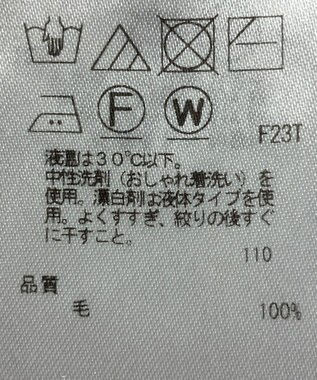 F W
F23T
液温は30℃以下。
中性洗剤（おしゃれ着洗い）を
使用。漂白剤は液体タイプを使
用。よくすすぎ、絞りの後すぐ
に干すこと。
110
品質
毛 100%